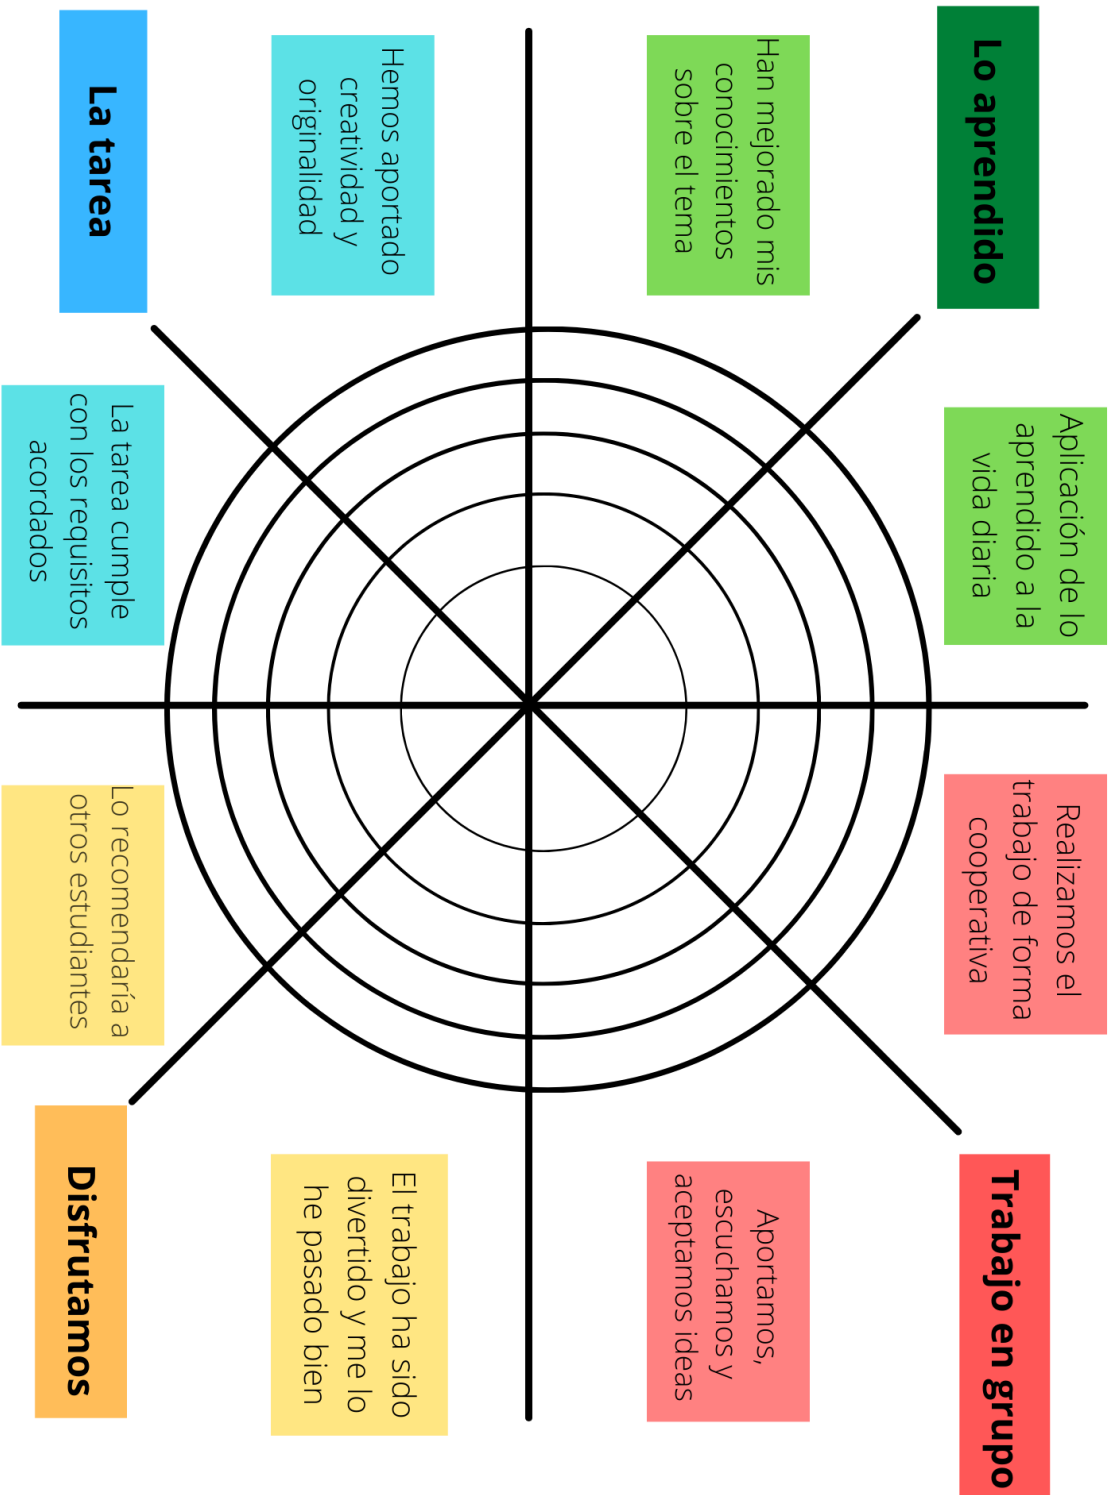 Lo aprendido
Aplicación de lo
aprendido a la
vida diaria
Realizamos el
trabajo de forma
cooperativa
Trabajo en grupo
Han mejorado mis
conocimientos
sobre el tema
Aportamos,
escuchamos y
aceptamos ideas
Hemos aportado
creatividad y
originalidad
El trabajo ha sido
divertido y me lo
he pasado bien
La tarea
La tarea cumple
con los requisitos
acordados
Lo recomendaría a
otros estudiantes
Disfrutamos